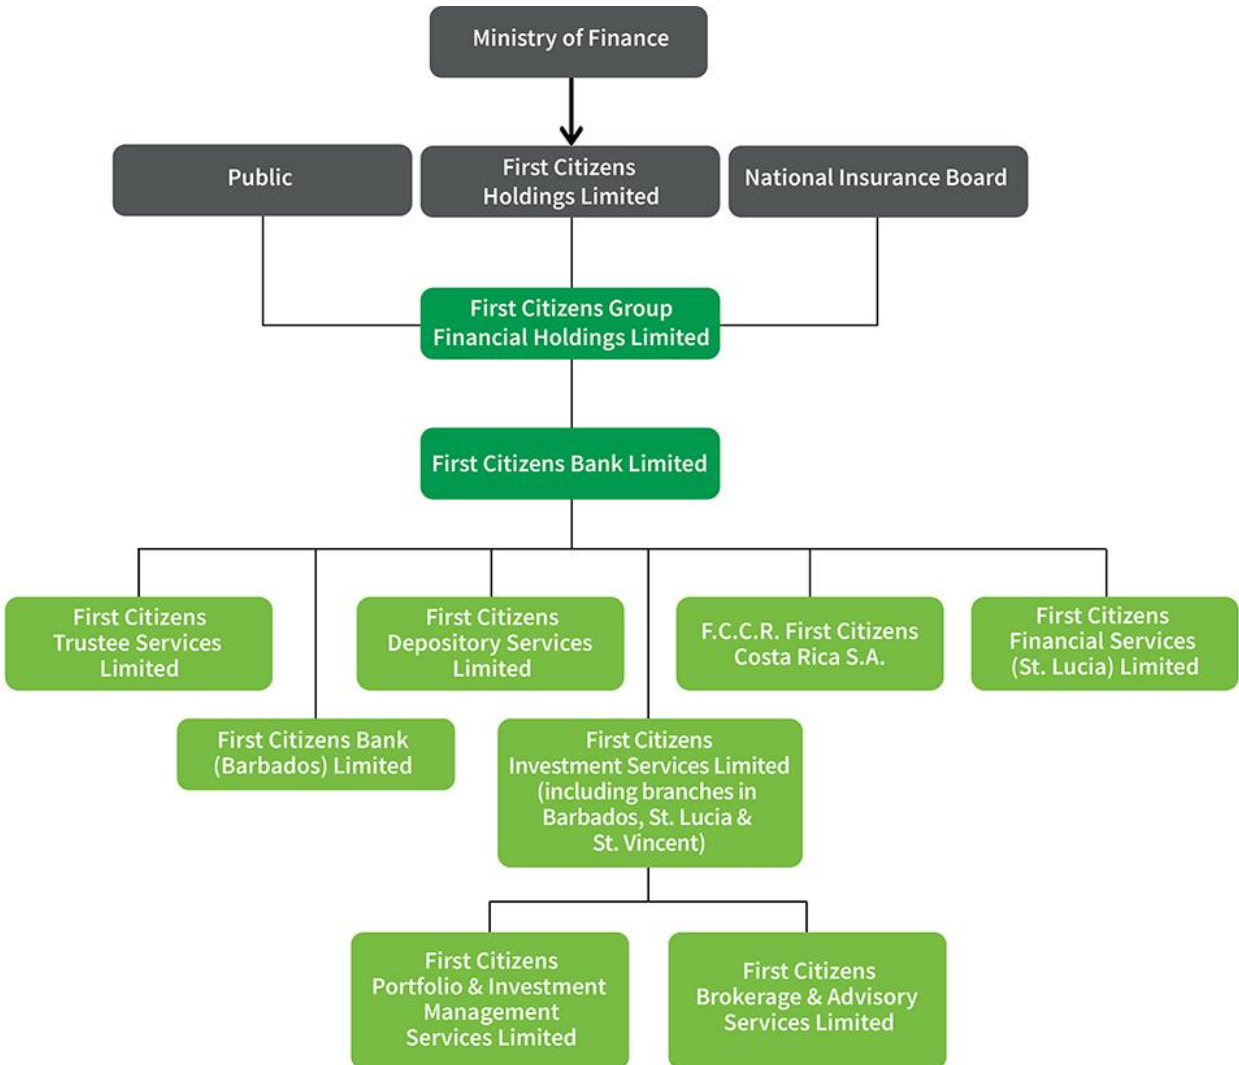 Ministry of Finance
Public
First Citizens
Holdings Limited
National Insurance Board
First Citizens Group
Financial Holdings Limited
First Citizens Bank Limited
First Citizens
Trustee Services
Limited
First Citizens
Depository Services
Limited
F.C.C.R. First Citizens
Costa Rica S.A.
First Citizens
Financial Services
(St. Lucia) Limited
First Citizens Bank
(Barbados) Limited
First Citizens
Investment Services Limited
(including branches in
Barbados, St. Lucia &
St. Vincent)
First Citizens
Portfolio & Investment
Management
Services Limited
First Citizens
Brokerage & Advisory
Services Limited